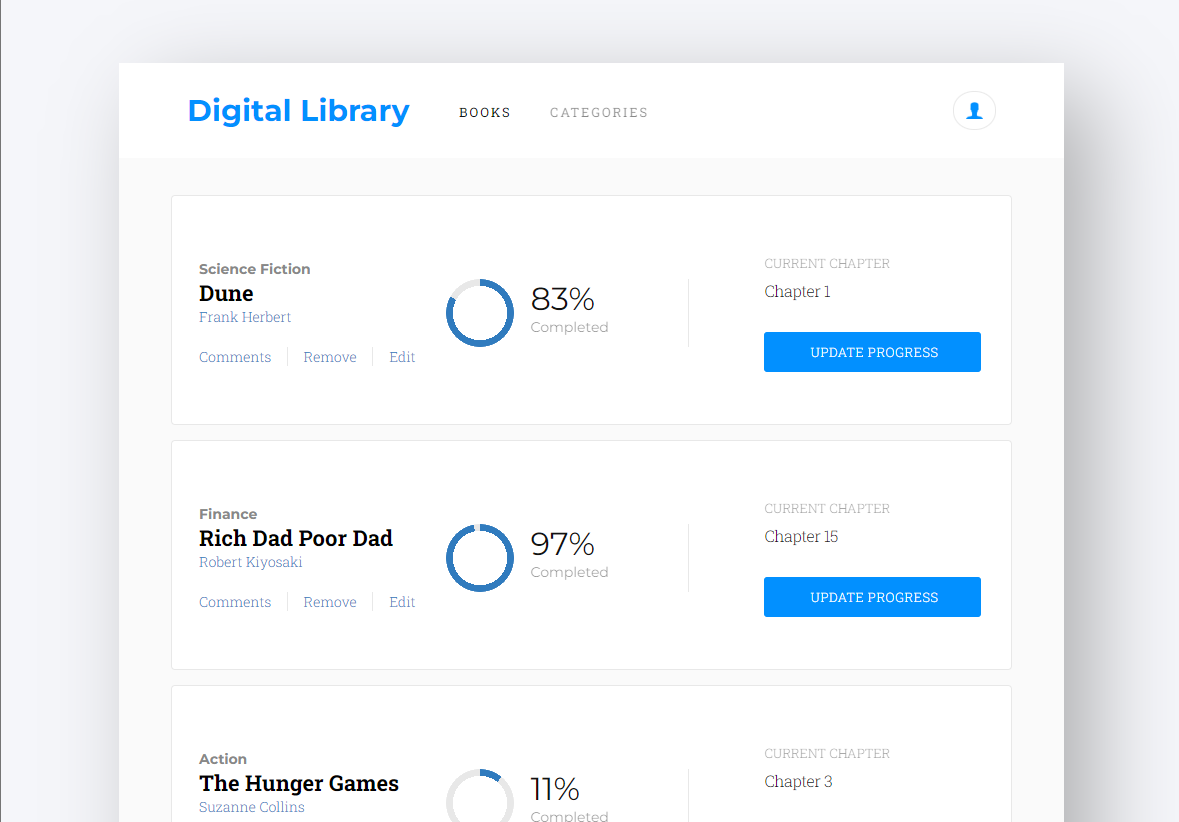 Digital Library
BOOKS
CATEGORIES
Science Fiction
Dune
Frank Herbert
Comments
Remove
Edit
83%
Completed
CURRENT CHAPTER
Chapter 1
UPDATE PROGRESS
Finance
Rich Dad Poor Dad
Robert Kiyosaki
Comments
Remove
Edit
97%
Completed
CURRENT CHAPTER
Chapter 15
UPDATE PROGRESS
Action
The Hunger Games
Suzanne Collins
11%
Completed
CURRENT CHAPTER
Chapter 3